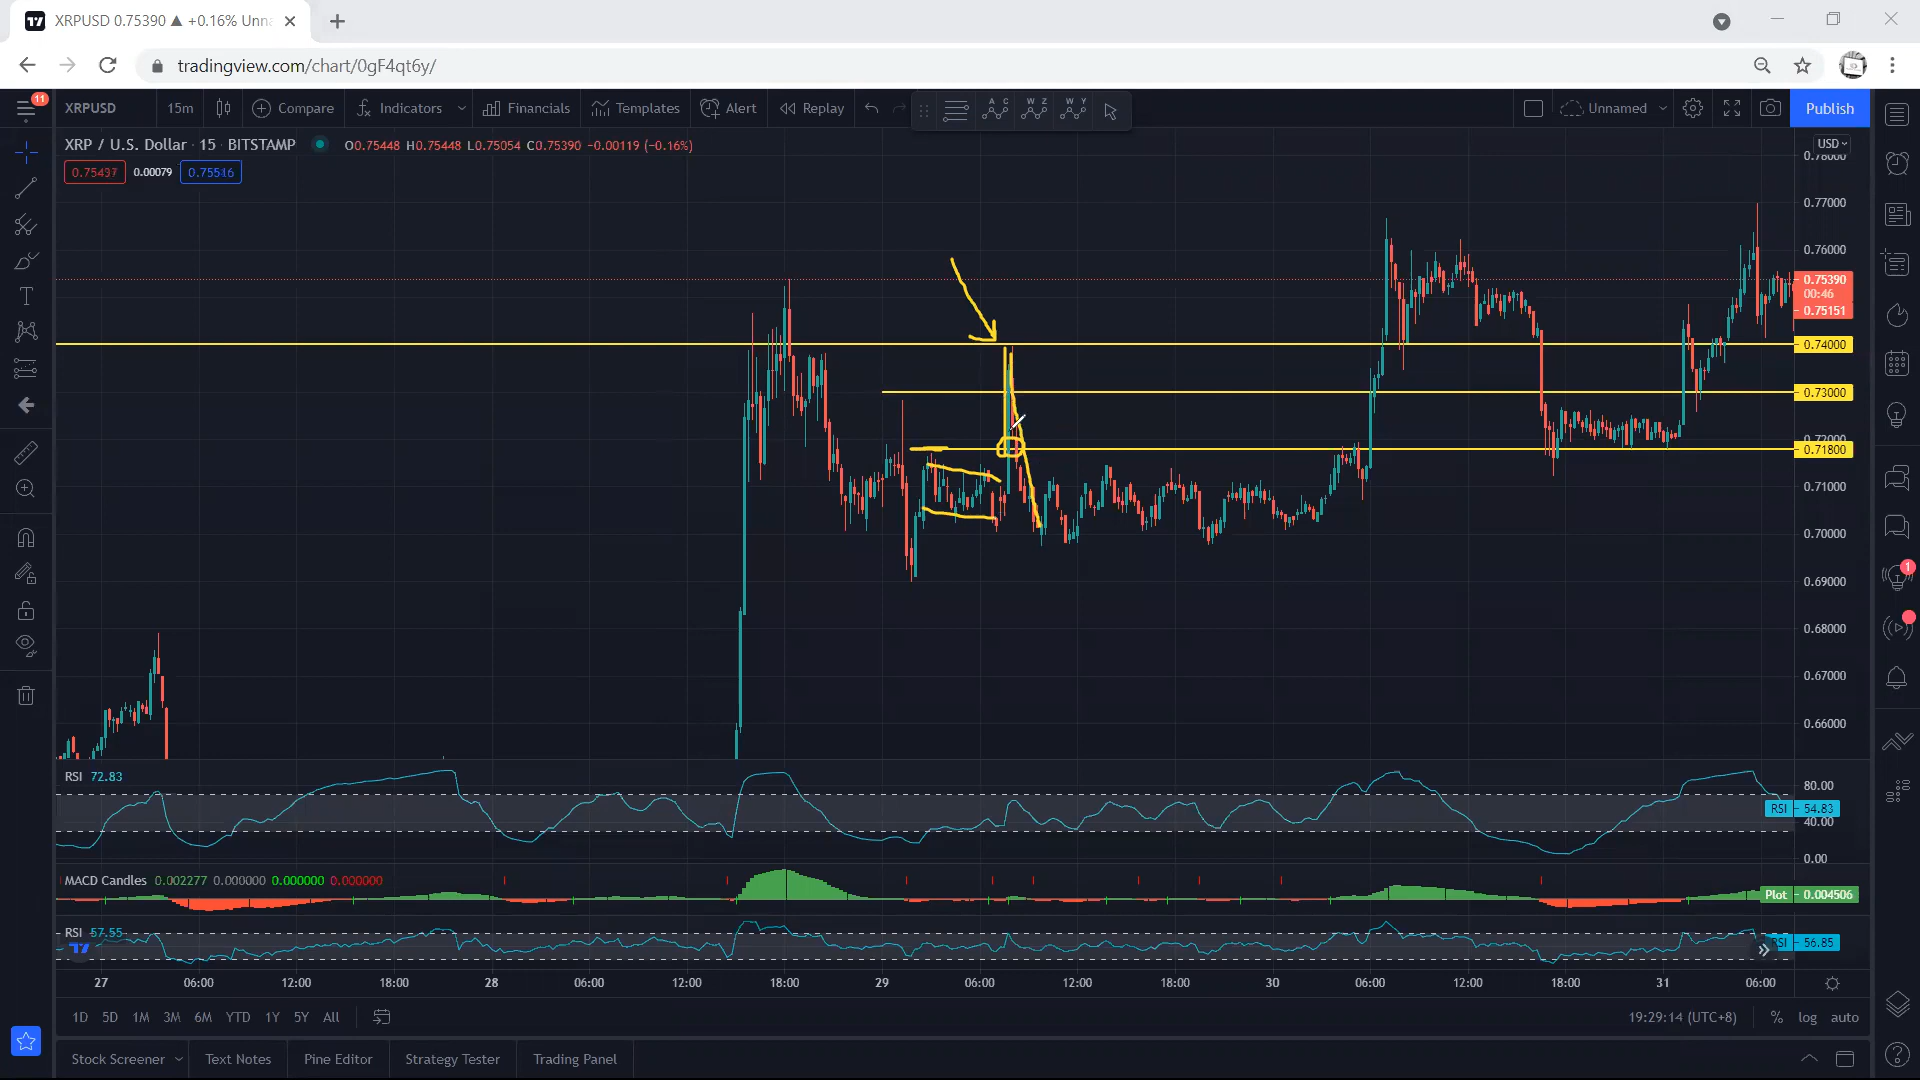 XRPUSD 0.75390 ▲ +0.16% Unna
tradingview.com/chart/0gF4qt6y/
11
XRPUSD 15m Compare Indicators Financials Templates Alert Replay Unnamed Publish
A C W Z W Y
XRP / U.S. Dollar · 15 · BITSTAMP O0.75448 H0.75448 L0.75054 C0.75390 -0.00119 (-0.16%)
0.75437 0.00079 0.75516
USD
0.78000
0.77000
0.76000
0.75390
00:46
0.75151
0.74000
0.73000
0.72000
0.71800
0.71000
0.70000
0.69000
0.68000
0.67000
0.66000
1
RSI 72.83
80.00
RSI 54.83
40.00
0.00
MACD Candles 0.002277 0.000000 0.000000 0.000000
Plot 0.004506
RSI 57.55
RSI 56.85
27 06:00 12:00 18:00 28 06:00 12:00 18:00 29 06:00 12:00 18:00 30 06:00 12:00 18:00 31 06:00
1D 5D 1M 3M 6M YTD 1Y 5Y All 19:29:14 (UTC+8) % log auto
Stock Screener Text Notes Pine Editor Strategy Tester Trading Panel